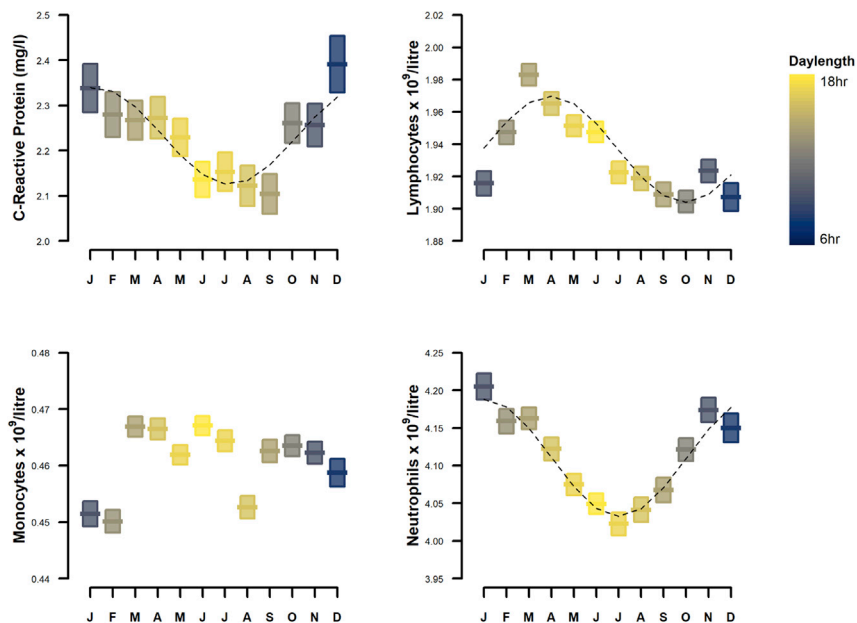 C-Reactive Protein (mg/l)
2.5
2.4
2.3
2.2
2.1
2.0
J F M A M J J A S O N D
Lymphocytes x 10⁹/litre
2.02
2.00
1.98
1.96
1.94
1.92
1.90
1.88
J F M A M J J A S O N D
Daylength
18hr
6hr
Monocytes x 10⁹/litre
0.48
0.47
0.46
0.45
0.44
J F M A M J J A S O N D
Neutrophils x 10⁹/litre
4.25
4.20
4.15
4.10
4.05
4.00
3.95
J F M A M J J A S O N D